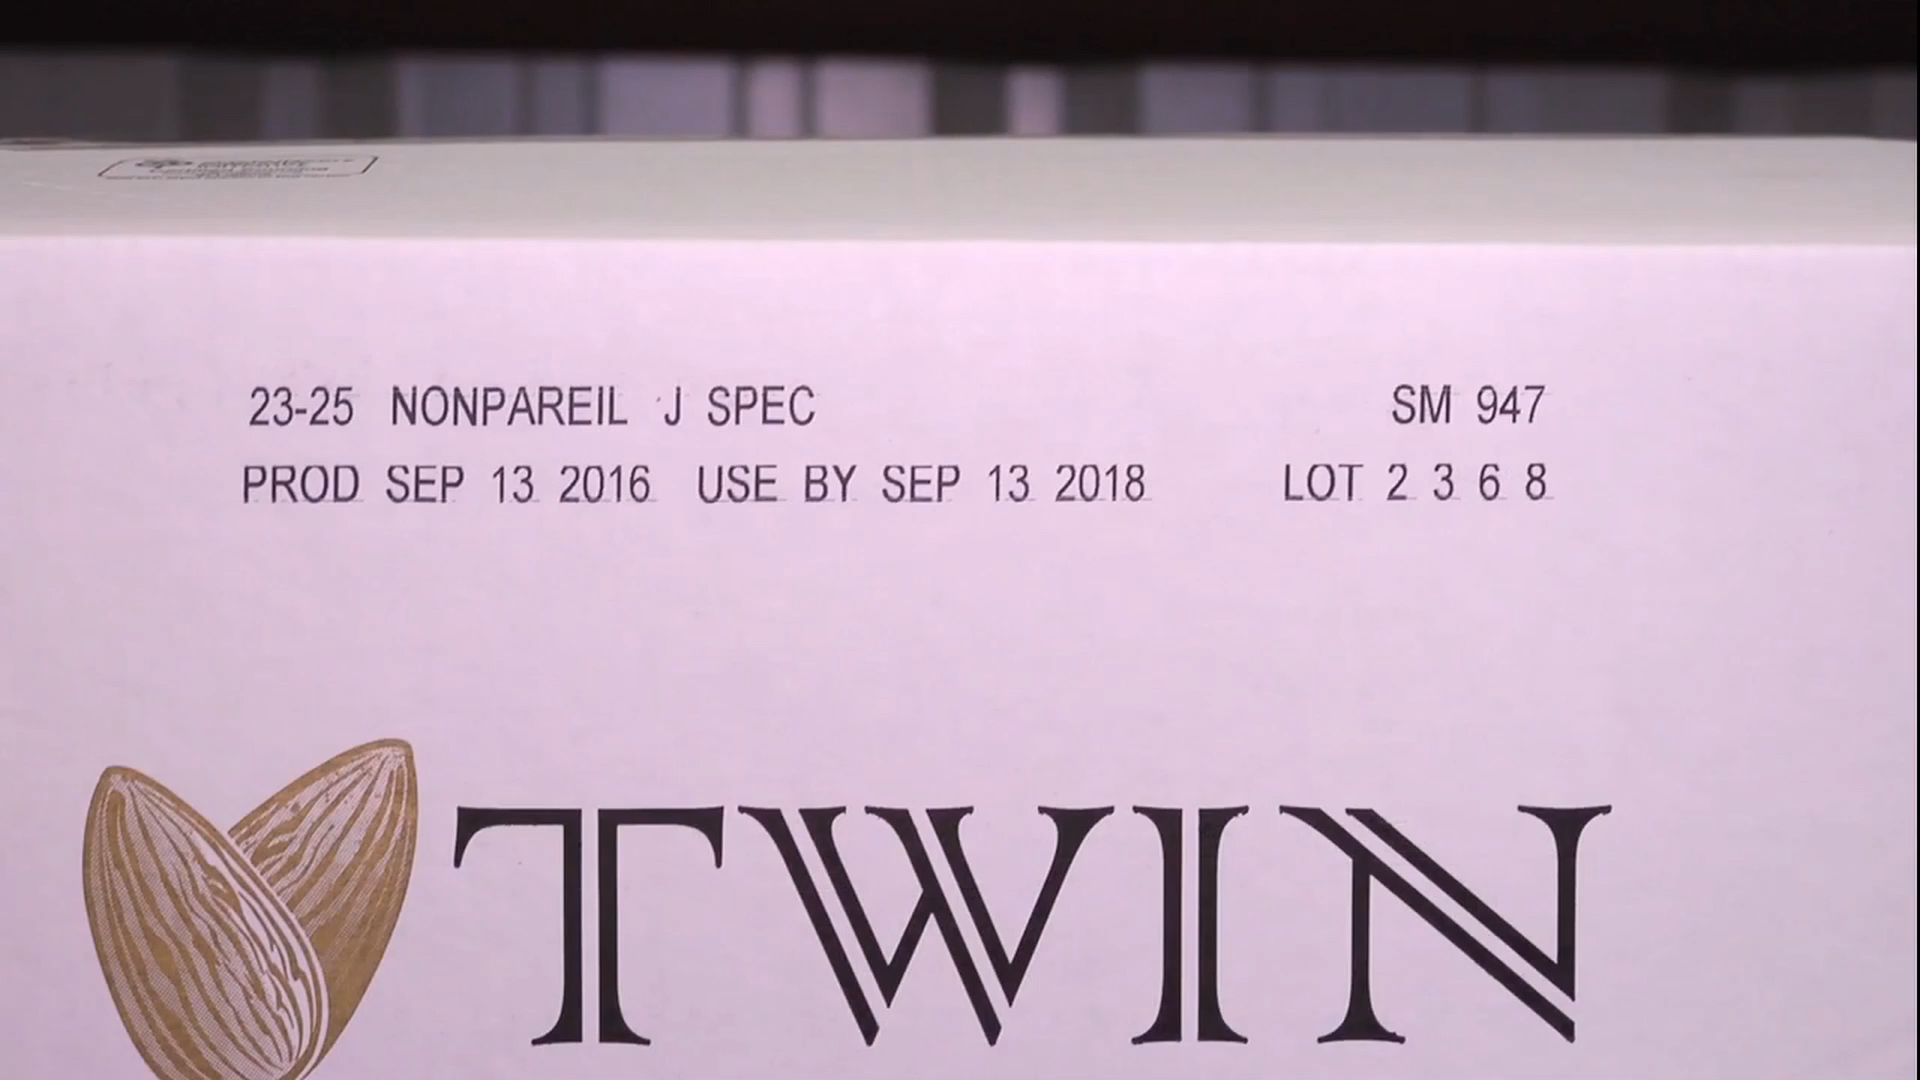 23-25 NONPAREIL J SPEC SM 947
PROD SEP 13 2016 USE BY SEP 13 2018 LOT 2 3 6 8
TWIN